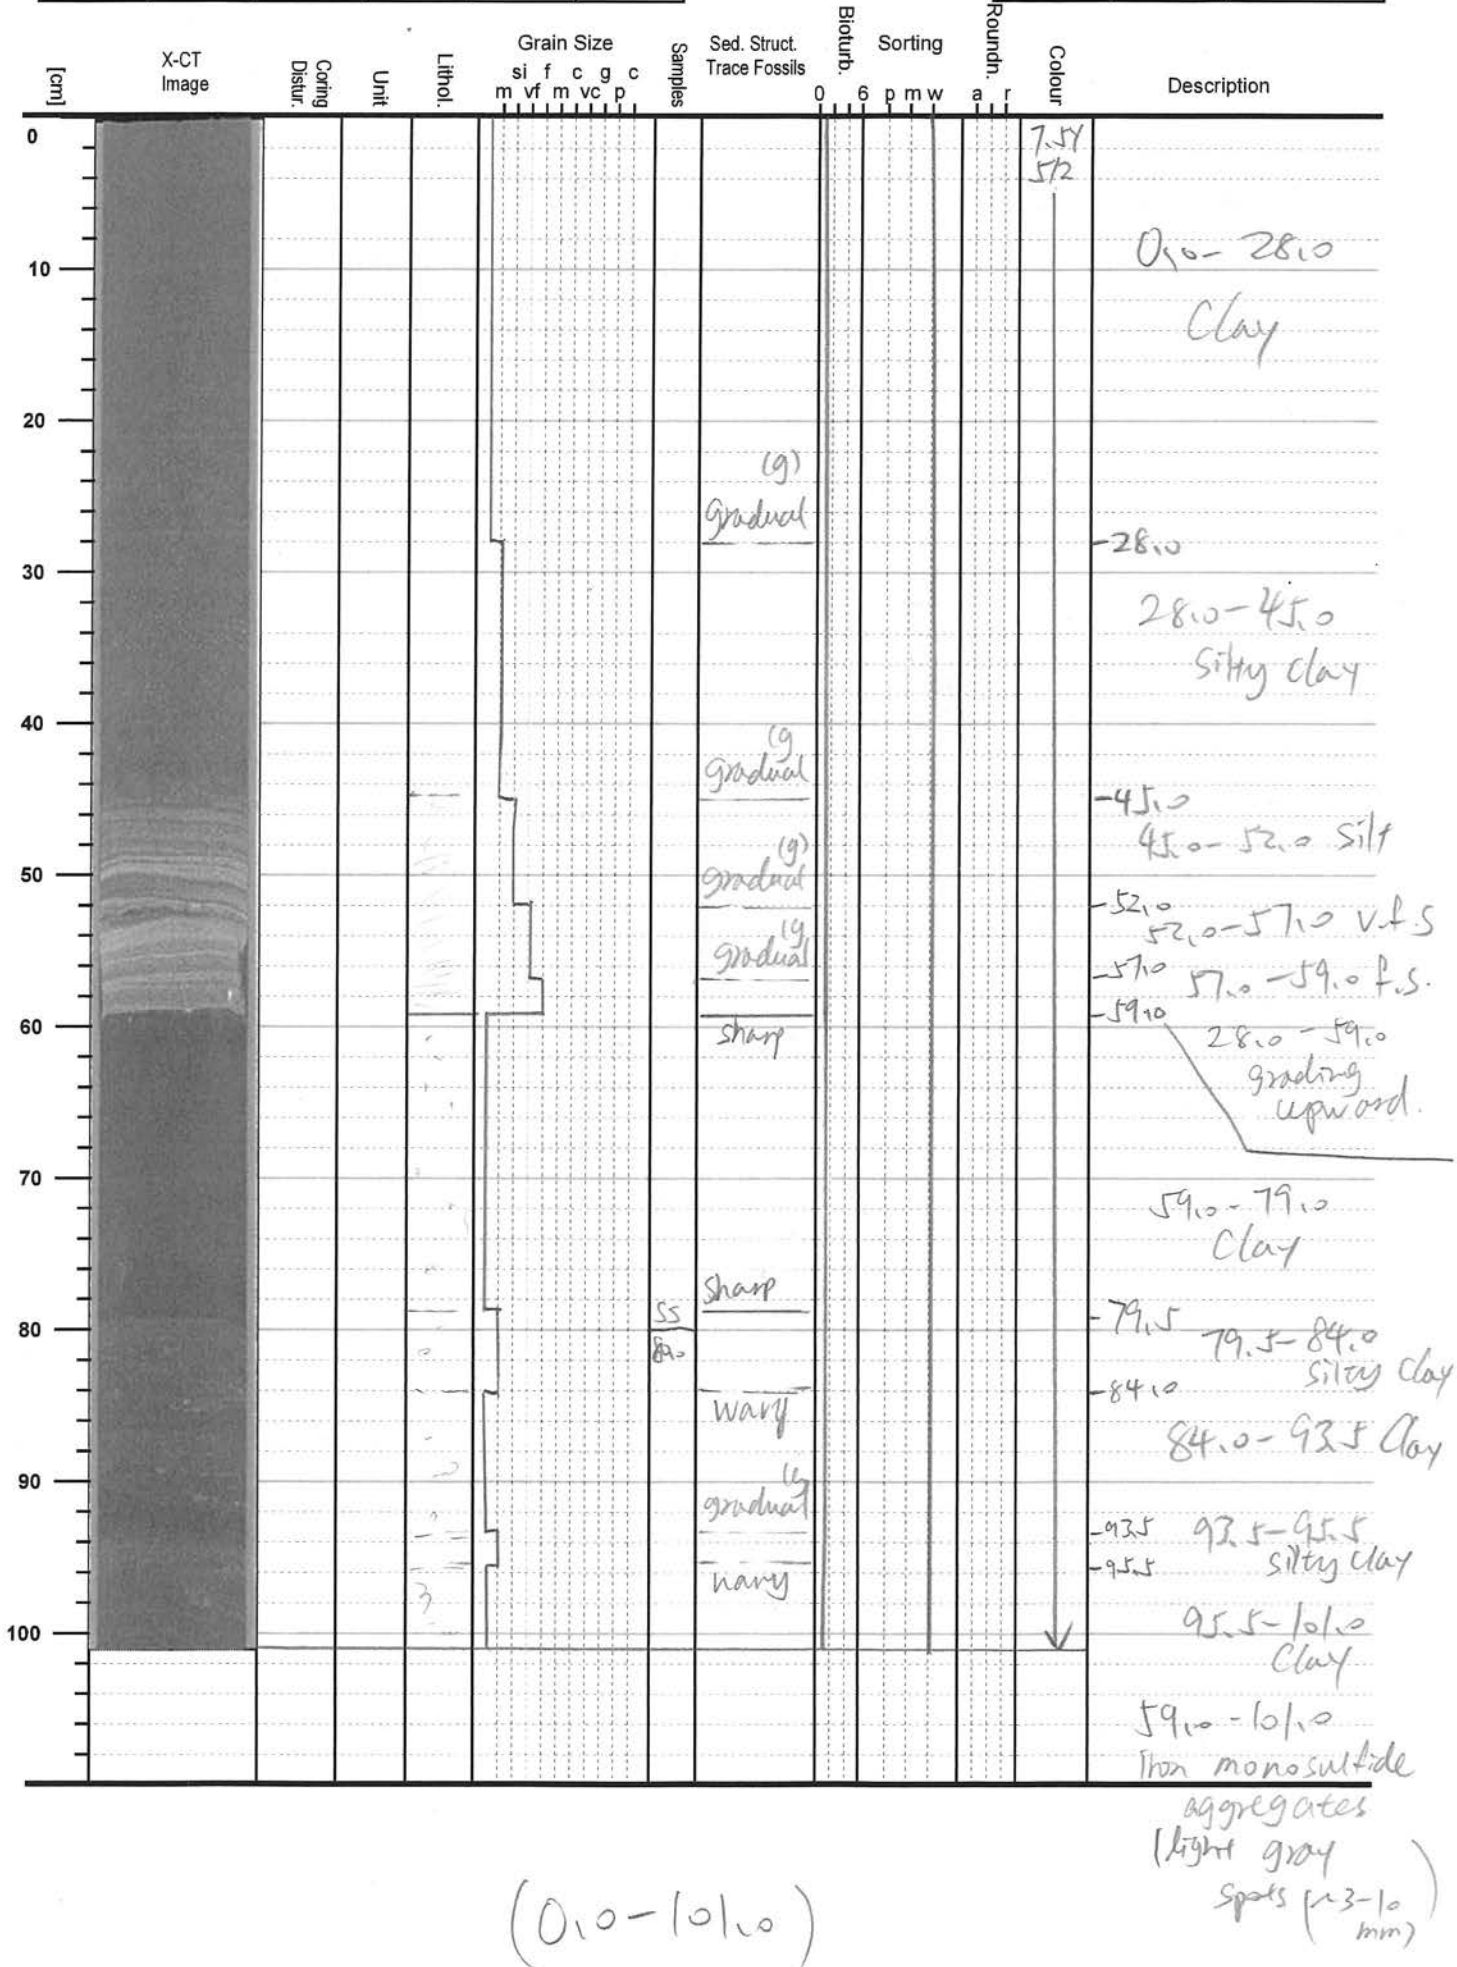 [cm]
X-CT
Image
Coring
Distur.
Unit
Lithol.
Grain Size
si f c g c
m vf m vc p
Samples
Sed. Struct.
Trace Fossils
Bioturb.
0 6
Sorting
p m w
Roundn.
a r
Colour
Description
0
7.5Y
5/2
0.0-28.0
10
Clay
20
(g)
gradual
-28.0
30
28.0-45.0
Silty clay
40
(g
gradual
-45.0
45.0-52.0 Silt
(g)
50
gradual
-52.0
52.0-57.0 v.f.s
(g
gradual
-57.0
57.0-59.0 f.s.
-59.0
60
sharp
28.0-59.0
grading
upward.
70
59.0-79.0
Clay
sharp
SS
-79.5
80
79.5-84.0
silty clay
-84.0
wavy
84.0-93.5 Clay
90
gradual
-93.5
93.5-95.5
silty clay
-95.5
wavy
100
95.5-101.0
Clay
59.0-101.0
Iron monosulfide
aggregates
(light gray
spots (~3-10
mm)
)
(0.0-101.0)